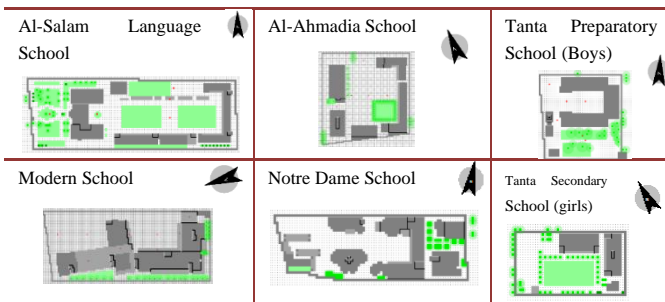 Al-Salam Language
School
Al-Ahmadia School
Tanta Preparatory
School (Boys)
Modern School
Notre Dame School
Tanta Secondary
School (girls)